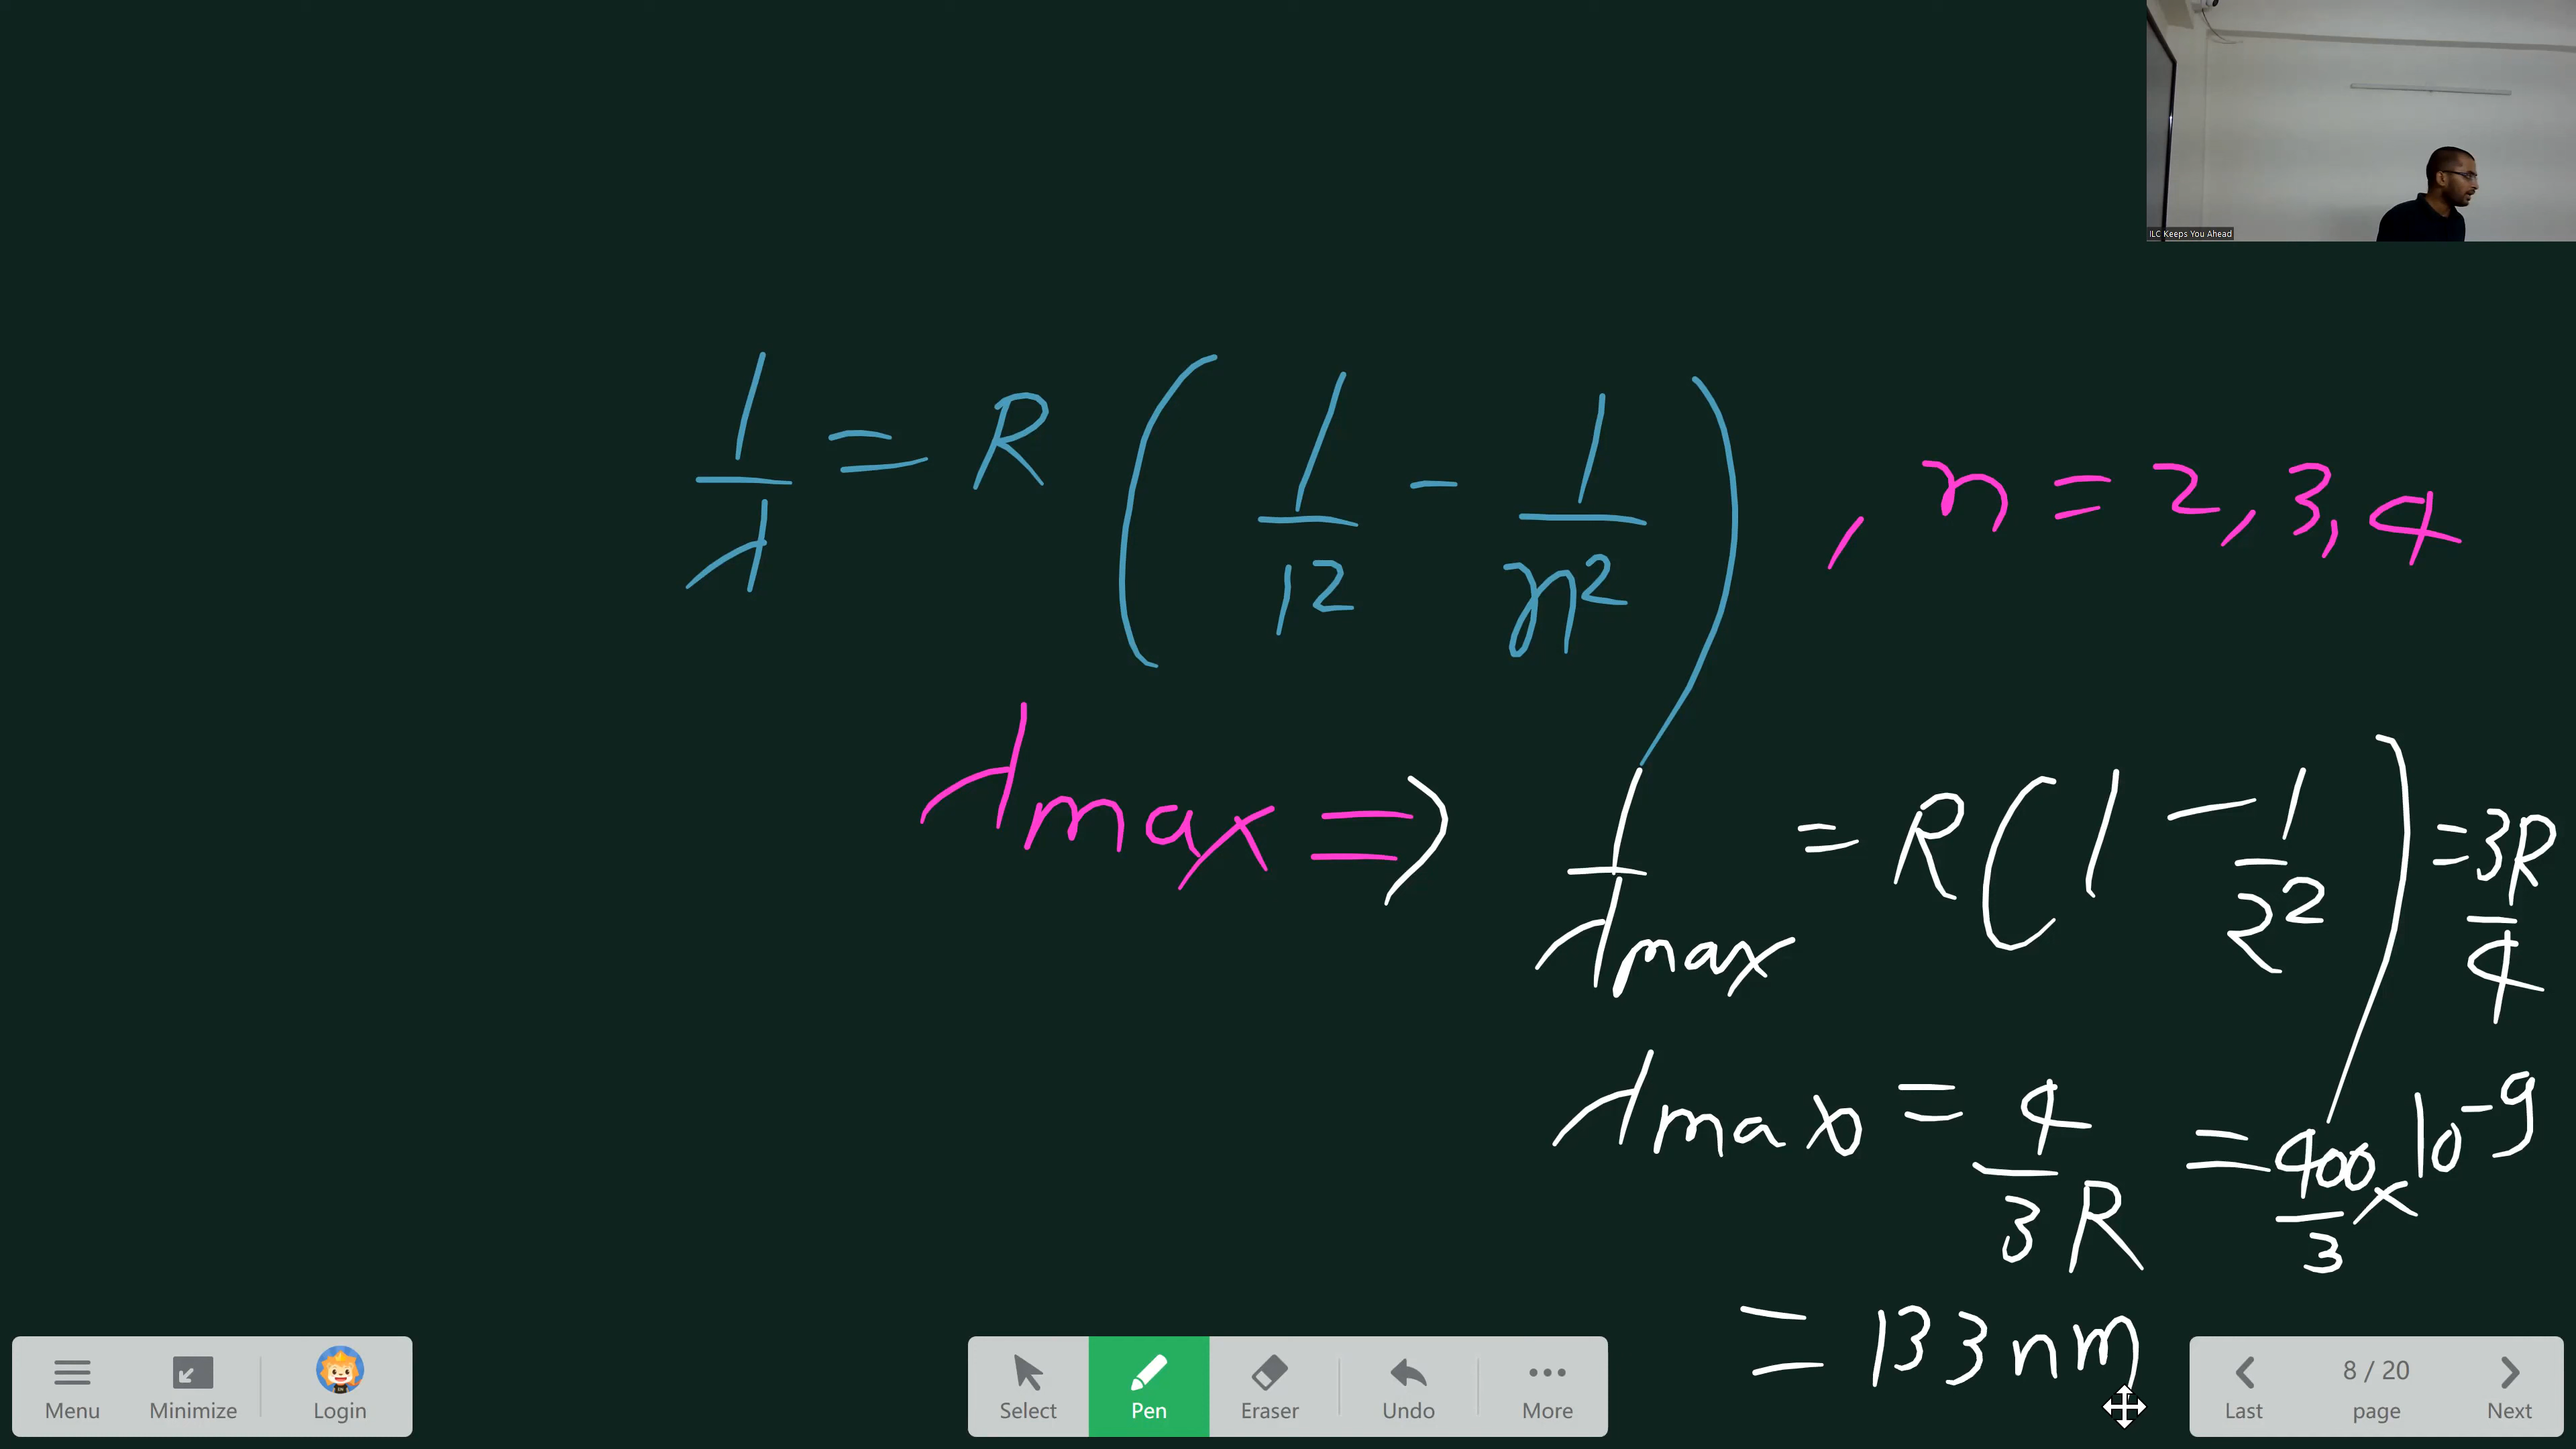 ILC Keeps You Ahead
1/λ = R (1/1² - 1/n²), n = 2, 3, 4
λmax ⇒ 1/λmax = R(1 - 1/2²) = 3R/4
λmax = 4/3R = 400/3 x 10⁻⁹
= 133nm
Menu Minimize Login Select Pen Eraser Undo More Last 8 / 20 page Next